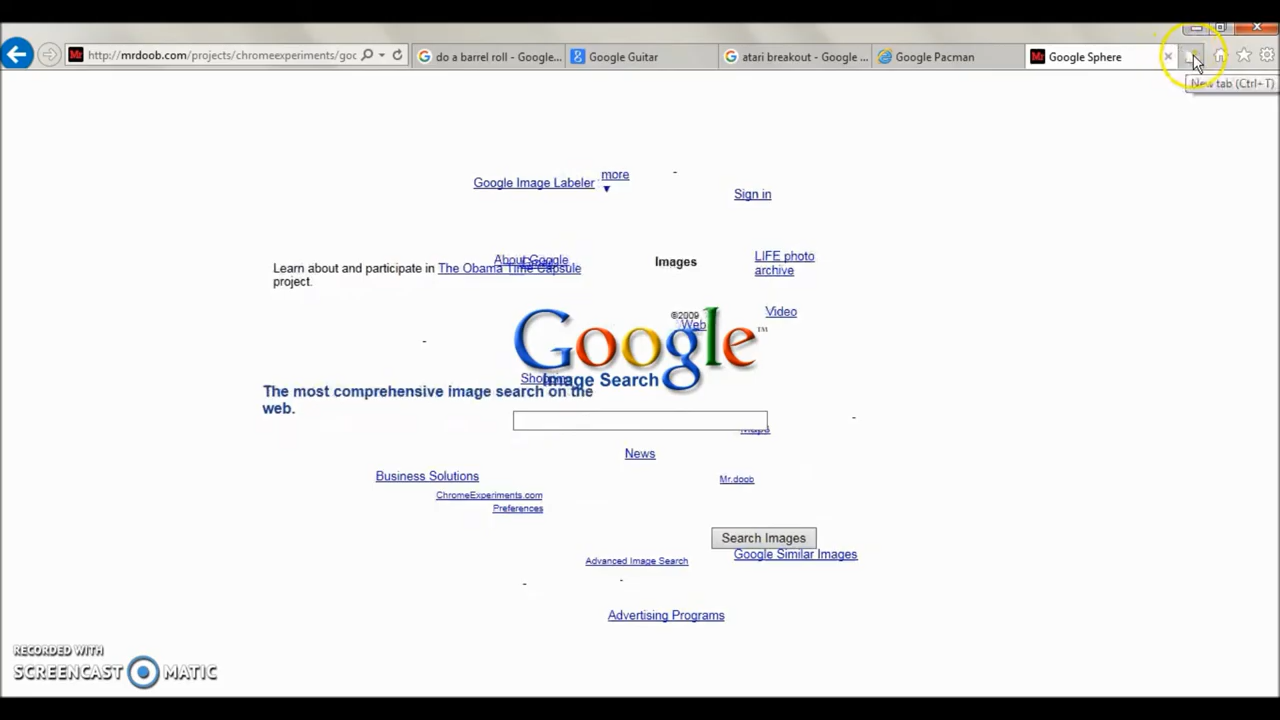 http://mrdoob.com/projects/chromeexperiments/goo
do a barrel roll - Google...
Google Guitar
atari breakout - Google ...
Google Pacman
Google Sphere
New tab (Ctrl+T)
Google Image Labeler
more
▼
Sign in
About Google
Images
LIFE photo
archive
Learn about and participate in The Obama Time Capsule
project.
©2009
Video
Web
Google™
Shopping
Image Search
The most comprehensive image search on the
web.
Maps
News
Business Solutions
Mr.doob
ChromeExperiments.com
Preferences
Search Images
Google Similar Images
Advanced Image Search
Advertising Programs
RECORDED WITH
SCREENCAST MATIC